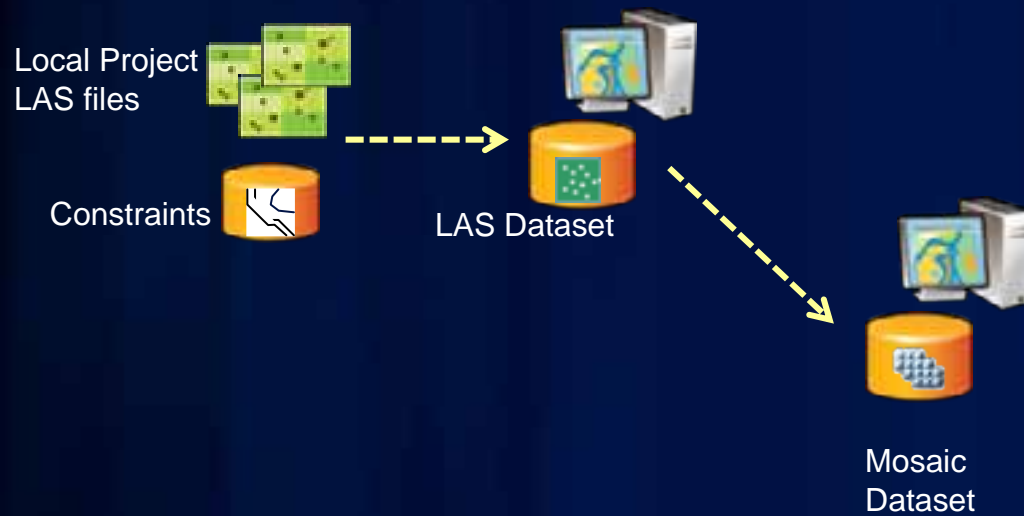 Local Project
LAS files
Constraints
LAS Dataset
Mosaic
Dataset